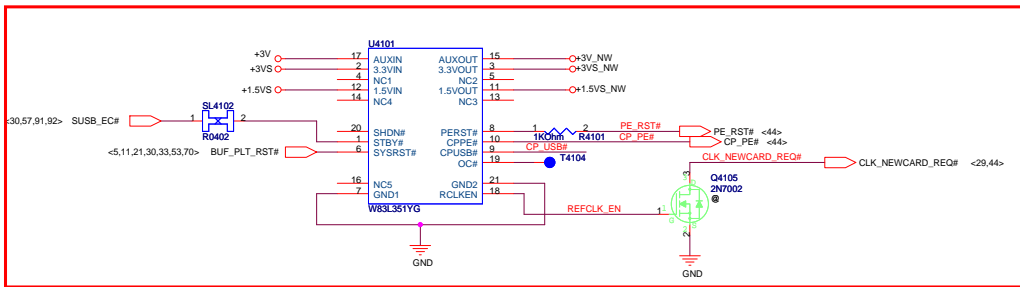 U4101
+3V 17 AUXIN AUXOUT 15 +3V_NW
+3VS 2 3.3VIN 3.3VOUT 3 +3VS_NW
4 NC1 NC2 5
+1.5VS 12 1.5VIN 1.5VOUT 11 +1.5VS_NW
14 NC4 NC3 13
SL4102
<30,57,91,92> SUSB_EC# 1 2
R0402
20 SHDN# PERST# 8 1 2 PE_RST# PE_RST# <44>
1KOhm R4101
1 STBY# CPPE# 10 CP_PE# CP_PE# <44>
<5,11,21,30,33,53,70> BUF_PLT_RST# 6 SYSRST# CPUSB# 9 CP_USB#
OC# 19 T4104
CLK_NEWCARD_REQ# CLK_NEWCARD_REQ# <29,44>
16 NC5 GND2 21
7 GND1 RCLKEN 18
W83L351YG
REFCLK_EN 1
3 Q4105
2N7002
@
2
GND
GND